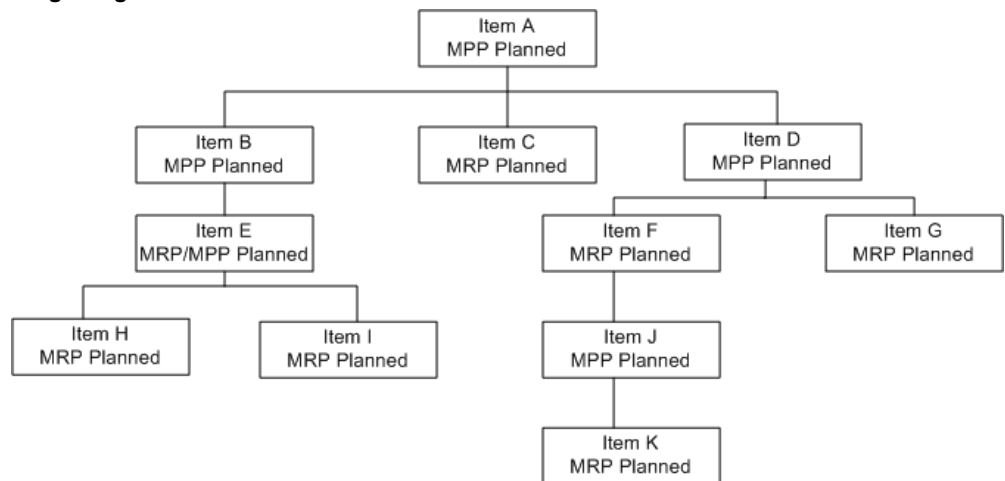 Item A
MPP Planned
Item B
MPP Planned
Item C
MRP Planned
Item D
MPP Planned
Item E
MRP/MPP Planned
Item F
MRP Planned
Item G
MRP Planned
Item H
MRP Planned
Item I
MRP Planned
Item J
MPP Planned
Item K
MRP Planned